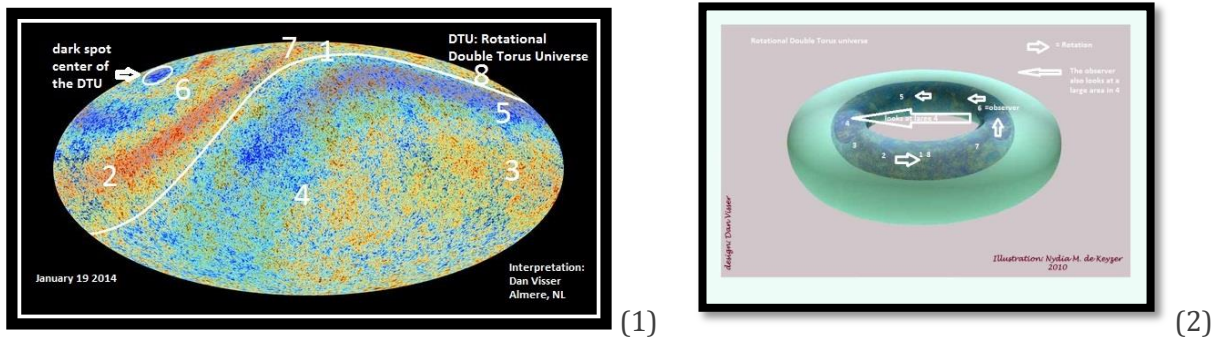 dark spot
center of
the DTU
DTU: Rotational
Double Torus Universe
7
1
8
6
5
2
3
4
January 19 2014
Interpretation:
Dan Visser
Almere, NL
(1)
Rotational Double Torus universe
= Rotation
The observer
also looks at a
large area in 4
5
6 =observer
4
looks at
4
3
2
1 8
7
design: Dan Visser
Illustration: Nydia M. de Keyzer
2010
(2)